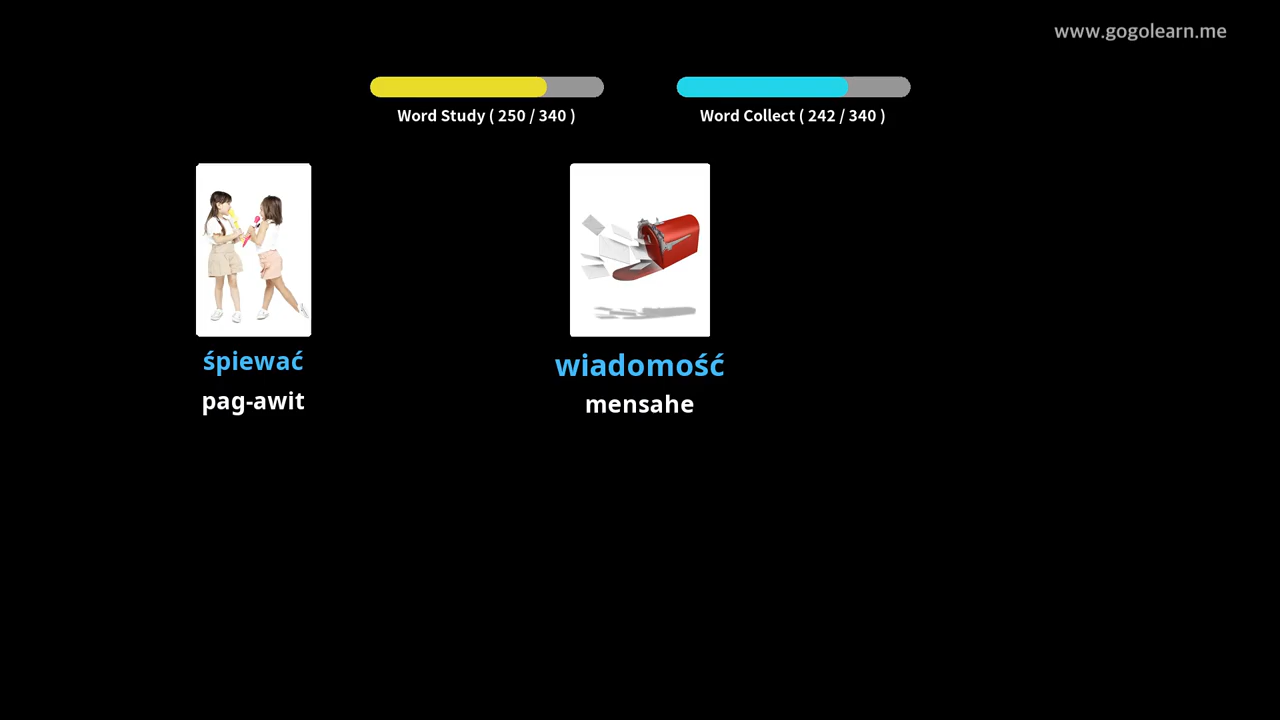 www.gogolearn.me
Word Study ( 250 / 340 )
Word Collect ( 242 / 340 )
śpiewać
pag-awit
wiadomość
mensahe